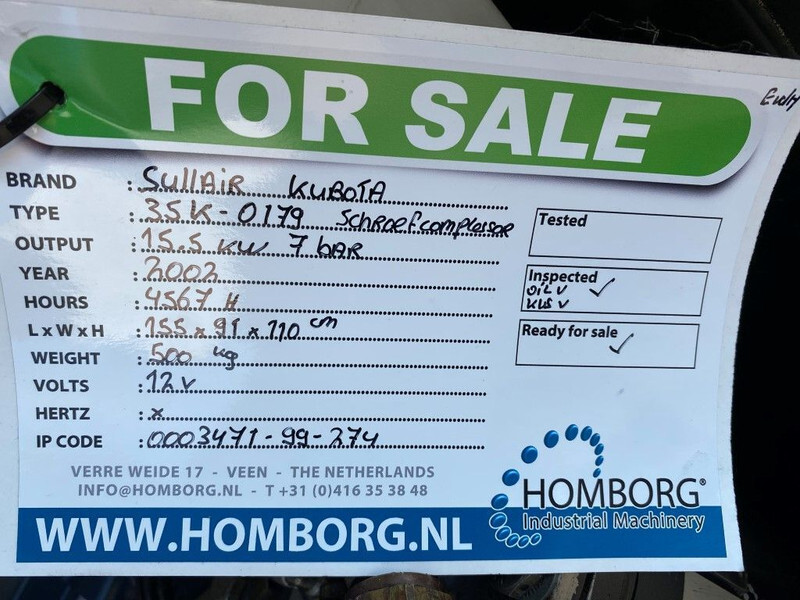 FOR SALE
BRAND : SullAir KUBOTA
TYPE : 35K-0179 Schroefcomplessor
OUTPUT : 15.5 KW 7 bAR
YEAR : 2002
HOURS : 4567 H
L x W x H : 155 x 91 x 110 cm
WEIGHT : 500 kg
VOLTS : 12 V
HERTZ : x
IP CODE : 0003471-99-274
Tested
Inspected ✓
OIL V
Ready for sale ✓
VERRE WEIDE 17 - VEEN - THE NETHERLANDS
INFO@HOMBORG.NL - T +31 (0)416 35 38 48
WWW.HOMBORG.NL
HOMBORG®
Industrial Machinery